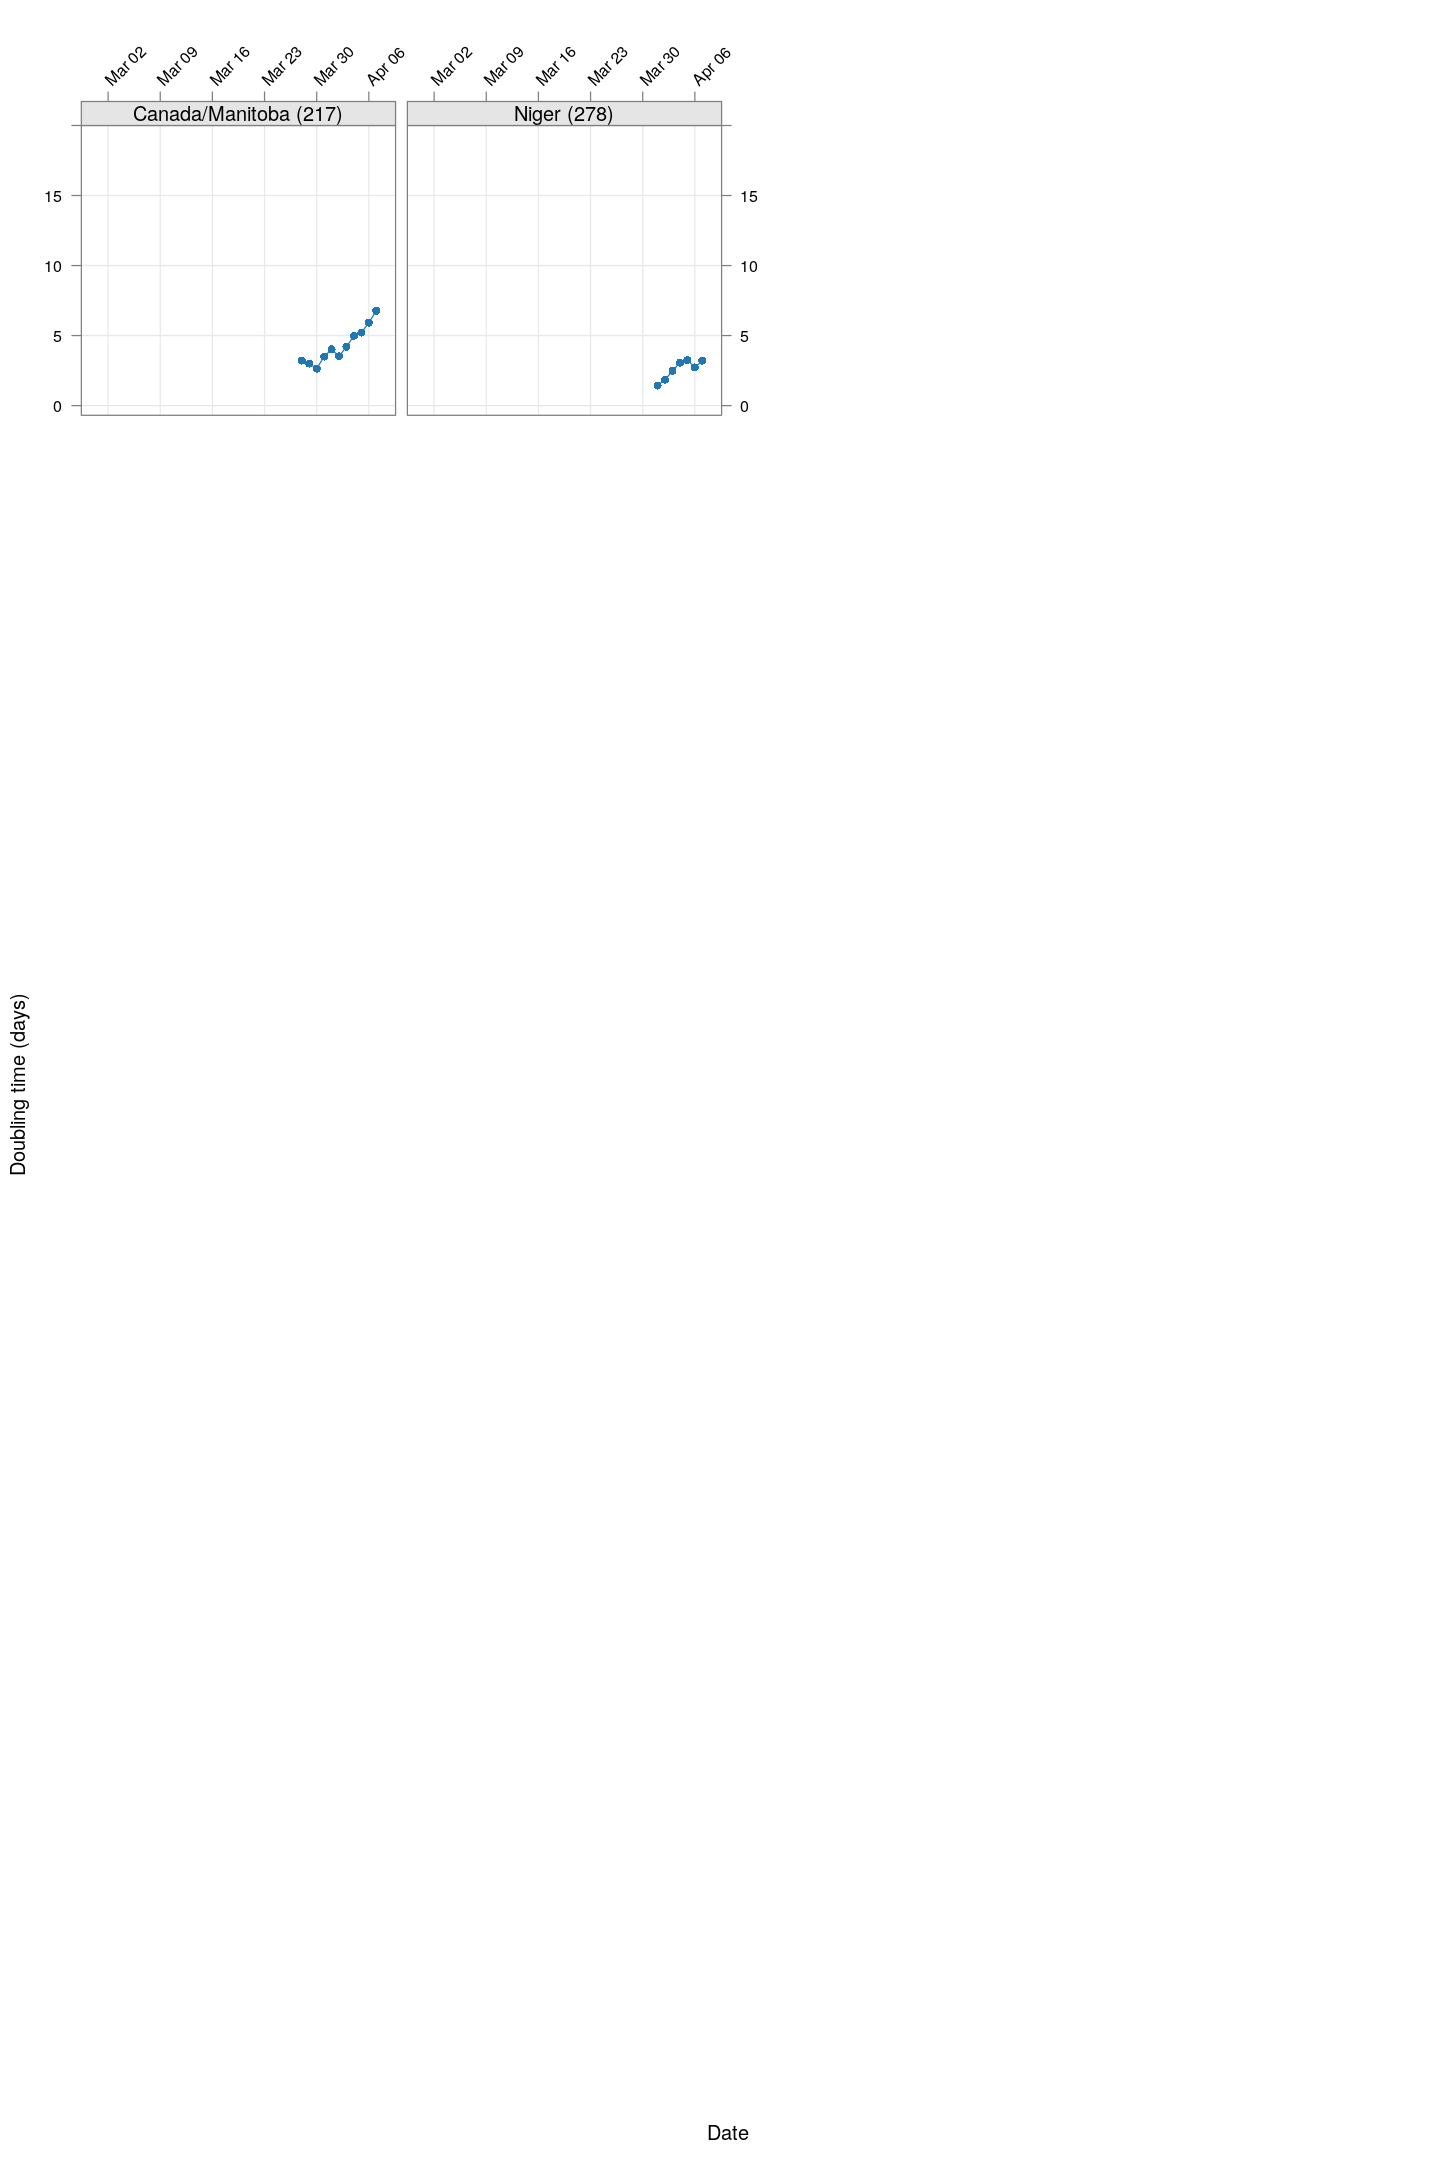 Mar 02 Mar 09 Mar 16 Mar 23 Mar 30 Apr 06 Mar 02 Mar 09 Mar 16 Mar 23 Mar 30 Apr 06
Canada/Manitoba (217) Niger (278)
15 15
10 10
5 5
0 0
Doubling time (days)
Date